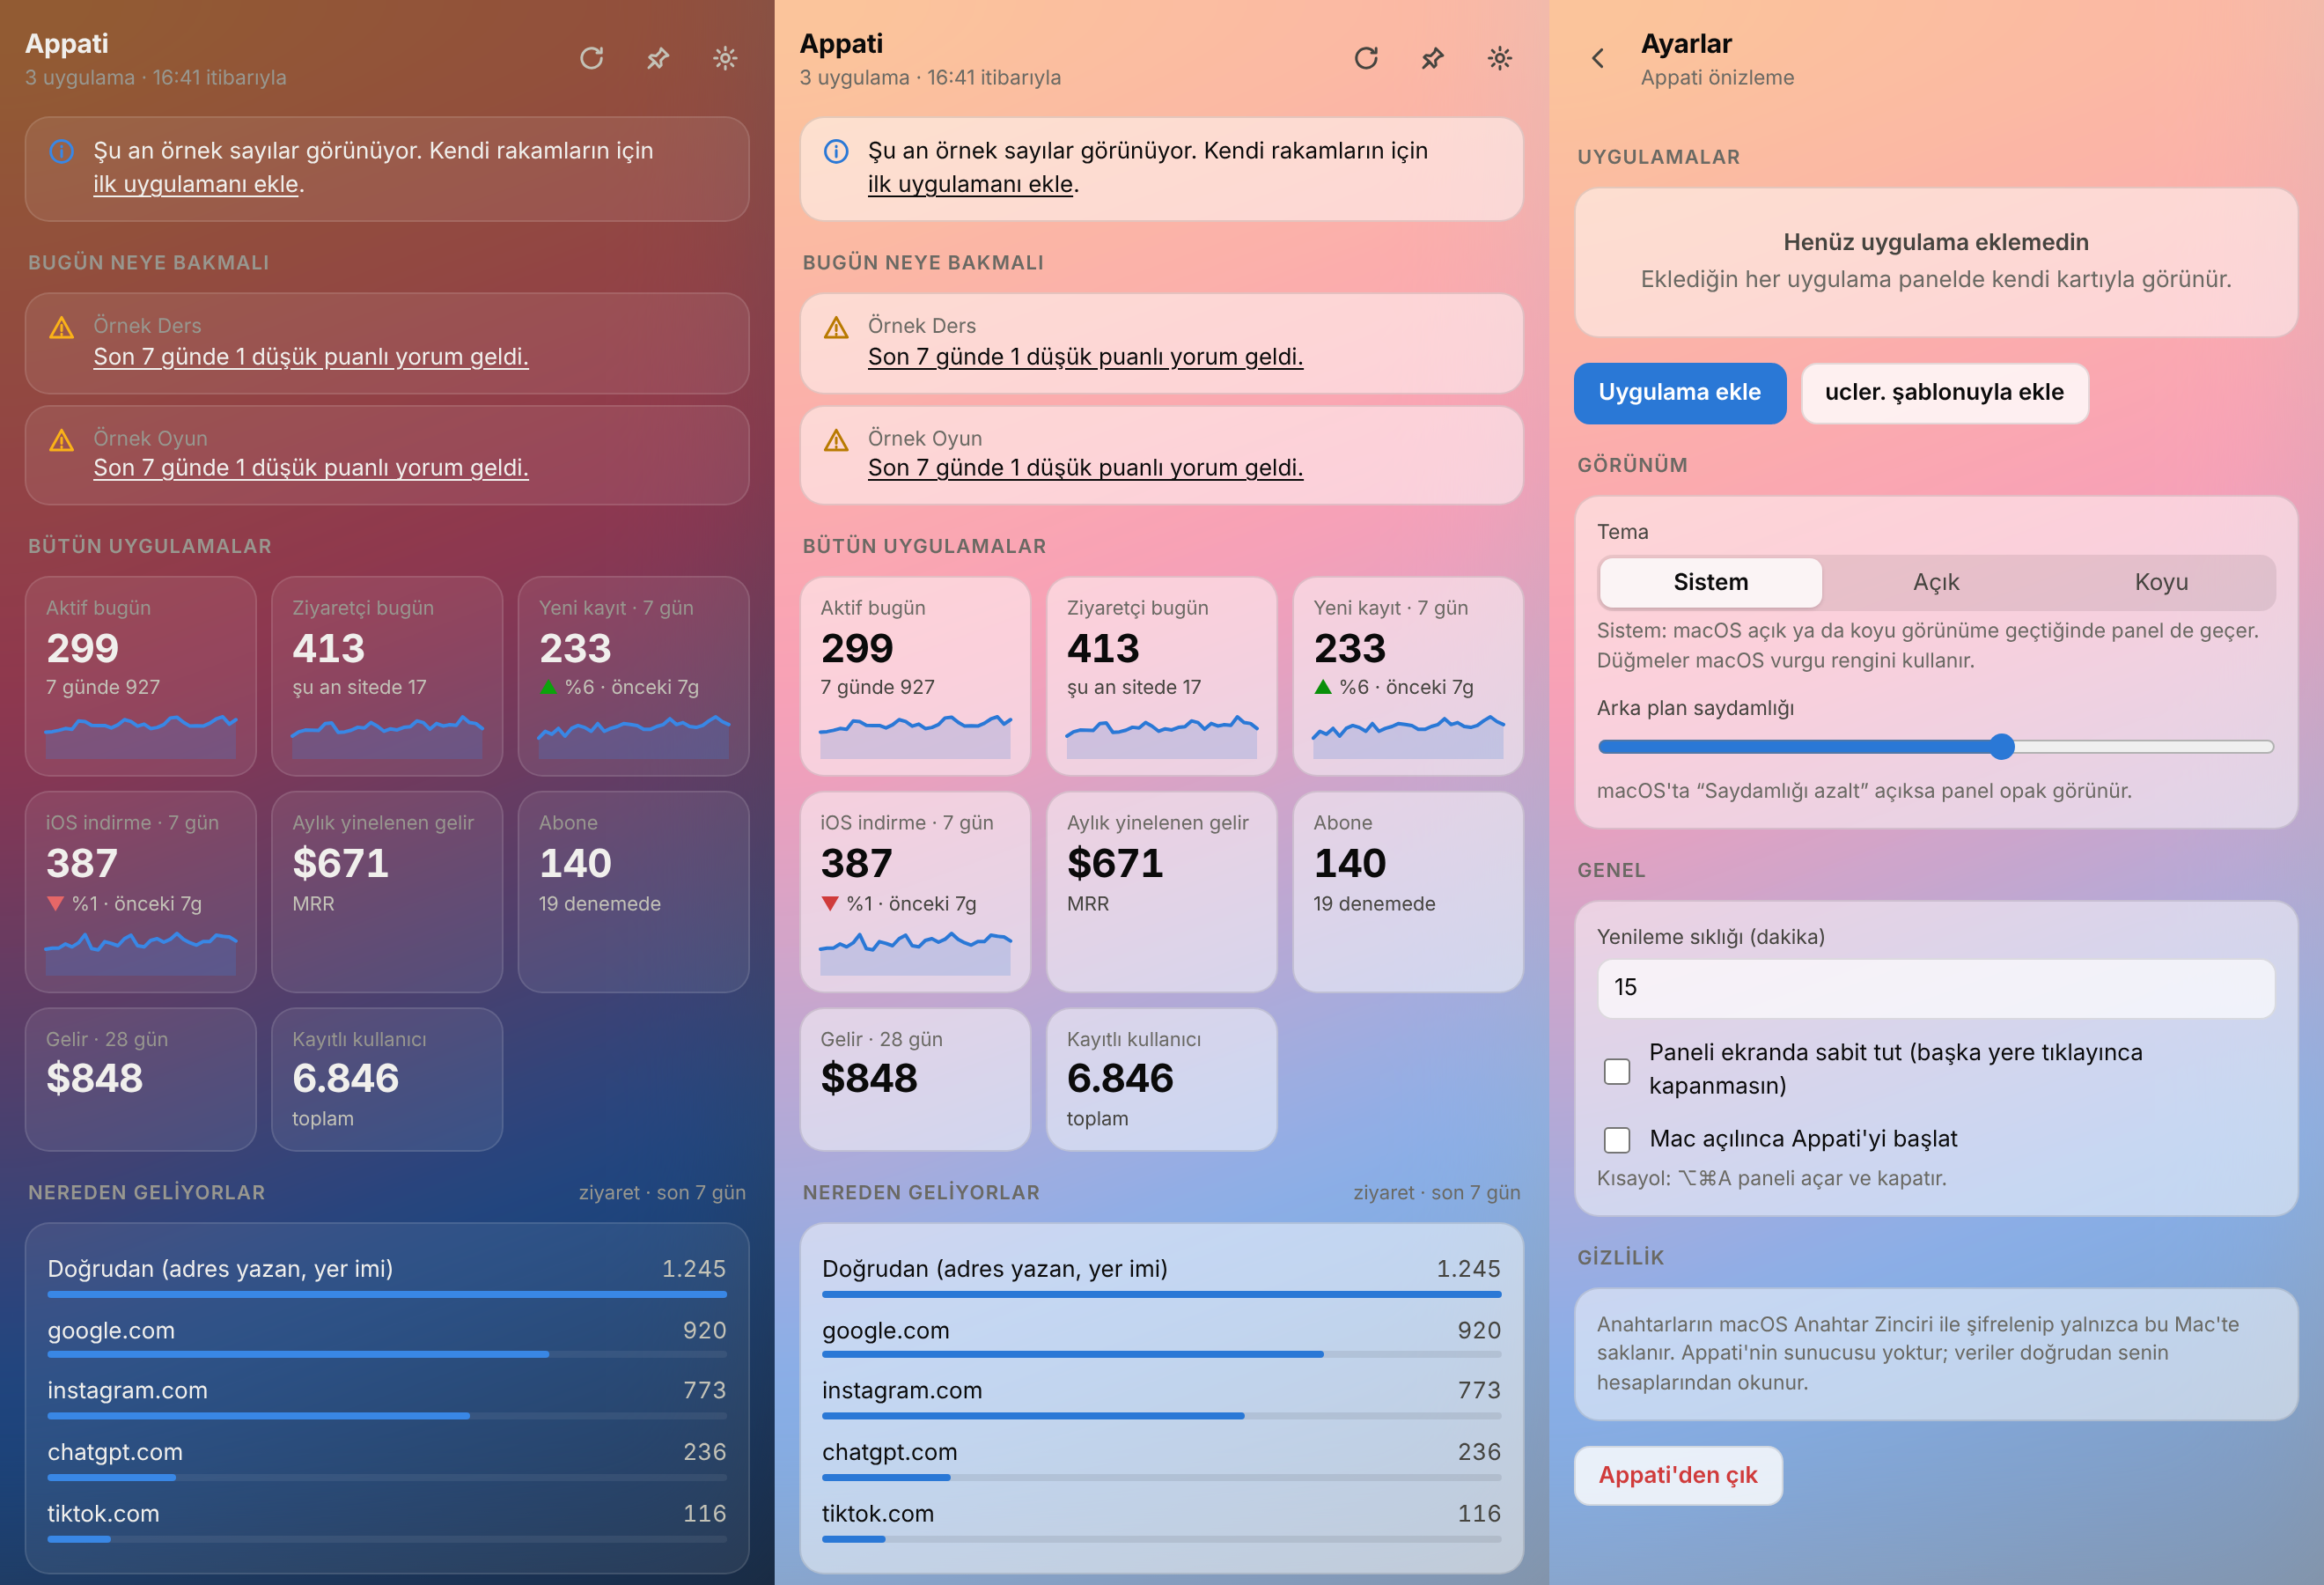 Appati
3 uygulama · 16:41 itibarıyla
Şu an örnek sayılar görünüyor. Kendi rakamların için
ilk uygulamanı ekle.
BUGÜN NEYE BAKMALI
Örnek Ders
Son 7 günde 1 düşük puanlı yorum geldi.
Örnek Oyun
Son 7 günde 1 düşük puanlı yorum geldi.
BÜTÜN UYGULAMALAR
Aktif bugün
299
7 günde 927
Ziyaretçi bugün
413
şu an sitede 17
Yeni kayıt · 7 gün
233
▲ %6 · önceki 7g
iOS indirme · 7 gün
387
▼ %1 · önceki 7g
Aylık yinelenen gelir
$671
MRR
Abone
140
19 denemede
Gelir · 28 gün
$848
Kayıtlı kullanıcı
6.846
toplam
NEREDEN GELİYORLAR
ziyaret · son 7 gün
Doğrudan (adres yazan, yer imi) 1.245
google.com 920
instagram.com 773
chatgpt.com 236
tiktok.com 116
Appati
3 uygulama · 16:41 itibarıyla
Şu an örnek sayılar görünüyor. Kendi rakamların için
ilk uygulamanı ekle.
BUGÜN NEYE BAKMALI
Örnek Ders
Son 7 günde 1 düşük puanlı yorum geldi.
Örnek Oyun
Son 7 günde 1 düşük puanlı yorum geldi.
BÜTÜN UYGULAMALAR
Aktif bugün
299
7 günde 927
Ziyaretçi bugün
413
şu an sitede 17
Yeni kayıt · 7 gün
233
▲ %6 · önceki 7g
iOS indirme · 7 gün
387
▼ %1 · önceki 7g
Aylık yinelenen gelir
$671
MRR
Abone
140
19 denemede
Gelir · 28 gün
$848
Kayıtlı kullanıcı
6.846
toplam
NEREDEN GELİYORLAR
ziyaret · son 7 gün
Doğrudan (adres yazan, yer imi) 1.245
google.com 920
instagram.com 773
chatgpt.com 236
tiktok.com 116
Ayarlar
Appati önizleme
UYGULAMALAR
Henüz uygulama eklemedin
Eklediğin her uygulama panelde kendi kartıyla görünür.
Uygulama ekle
ucler. şablonuyla ekle
GÖRÜNÜM
Tema
Sistem Açık Koyu
Sistem: macOS açık ya da koyu görünüme geçtiğinde panel de geçer.
Düğmeler macOS vurgu rengini kullanır.
Arka plan saydamlığı
macOS'ta “Saydamlığı azalt” açıksa panel opak görünür.
GENEL
Yenileme sıklığı (dakika)
15
Paneli ekranda sabit tut (başka yere tıklayınca
kapanmasın)
Mac açılınca Appati'yi başlat
Kısayol: ⌥⌘A paneli açar ve kapatır.
GİZLİLİK
Anahtarların macOS Anahtar Zinciri ile şifrelenip yalnızca bu Mac'te
saklanır. Appati'nin sunucusu yoktur; veriler doğrudan senin
hesaplarından okunur.
Appati'den çık